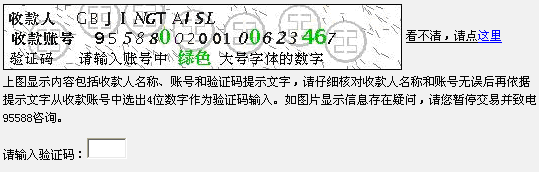 收款人 GBJINGTAISL
收款账号 9558800200100623467
验证码 请输入账号中 绿色 大号字体的数字
看不清，请点这里
上图显示内容包括收款人名称、账号和验证码提示文字，请仔细核对收款人名称和账号无误后再依据
提示文字从收款账号中选出4位数字作为验证码输入。如图片显示信息存在疑问，请您暂停交易并致电
95588咨询。
请输入验证码：